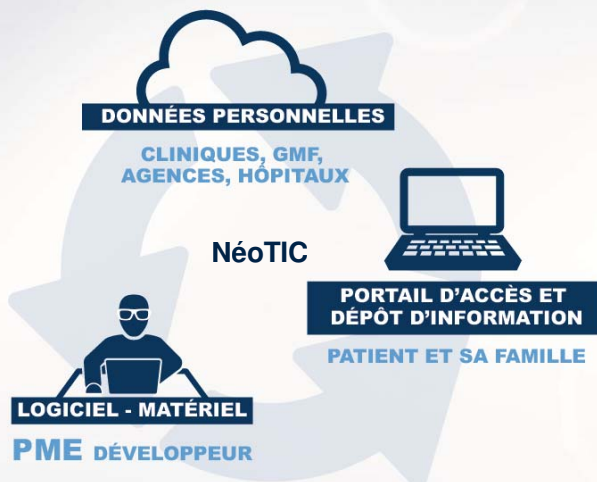 DONNÉES PERSONNELLES
CLINIQUES, GMF,
AGENCES, HÔPITAUX
NéoTIC
PORTAIL D'ACCÈS ET
DÉPÔT D'INFORMATION
PATIENT ET SA FAMILLE
LOGICIEL - MATÉRIEL
PME DÉVELOPPEUR